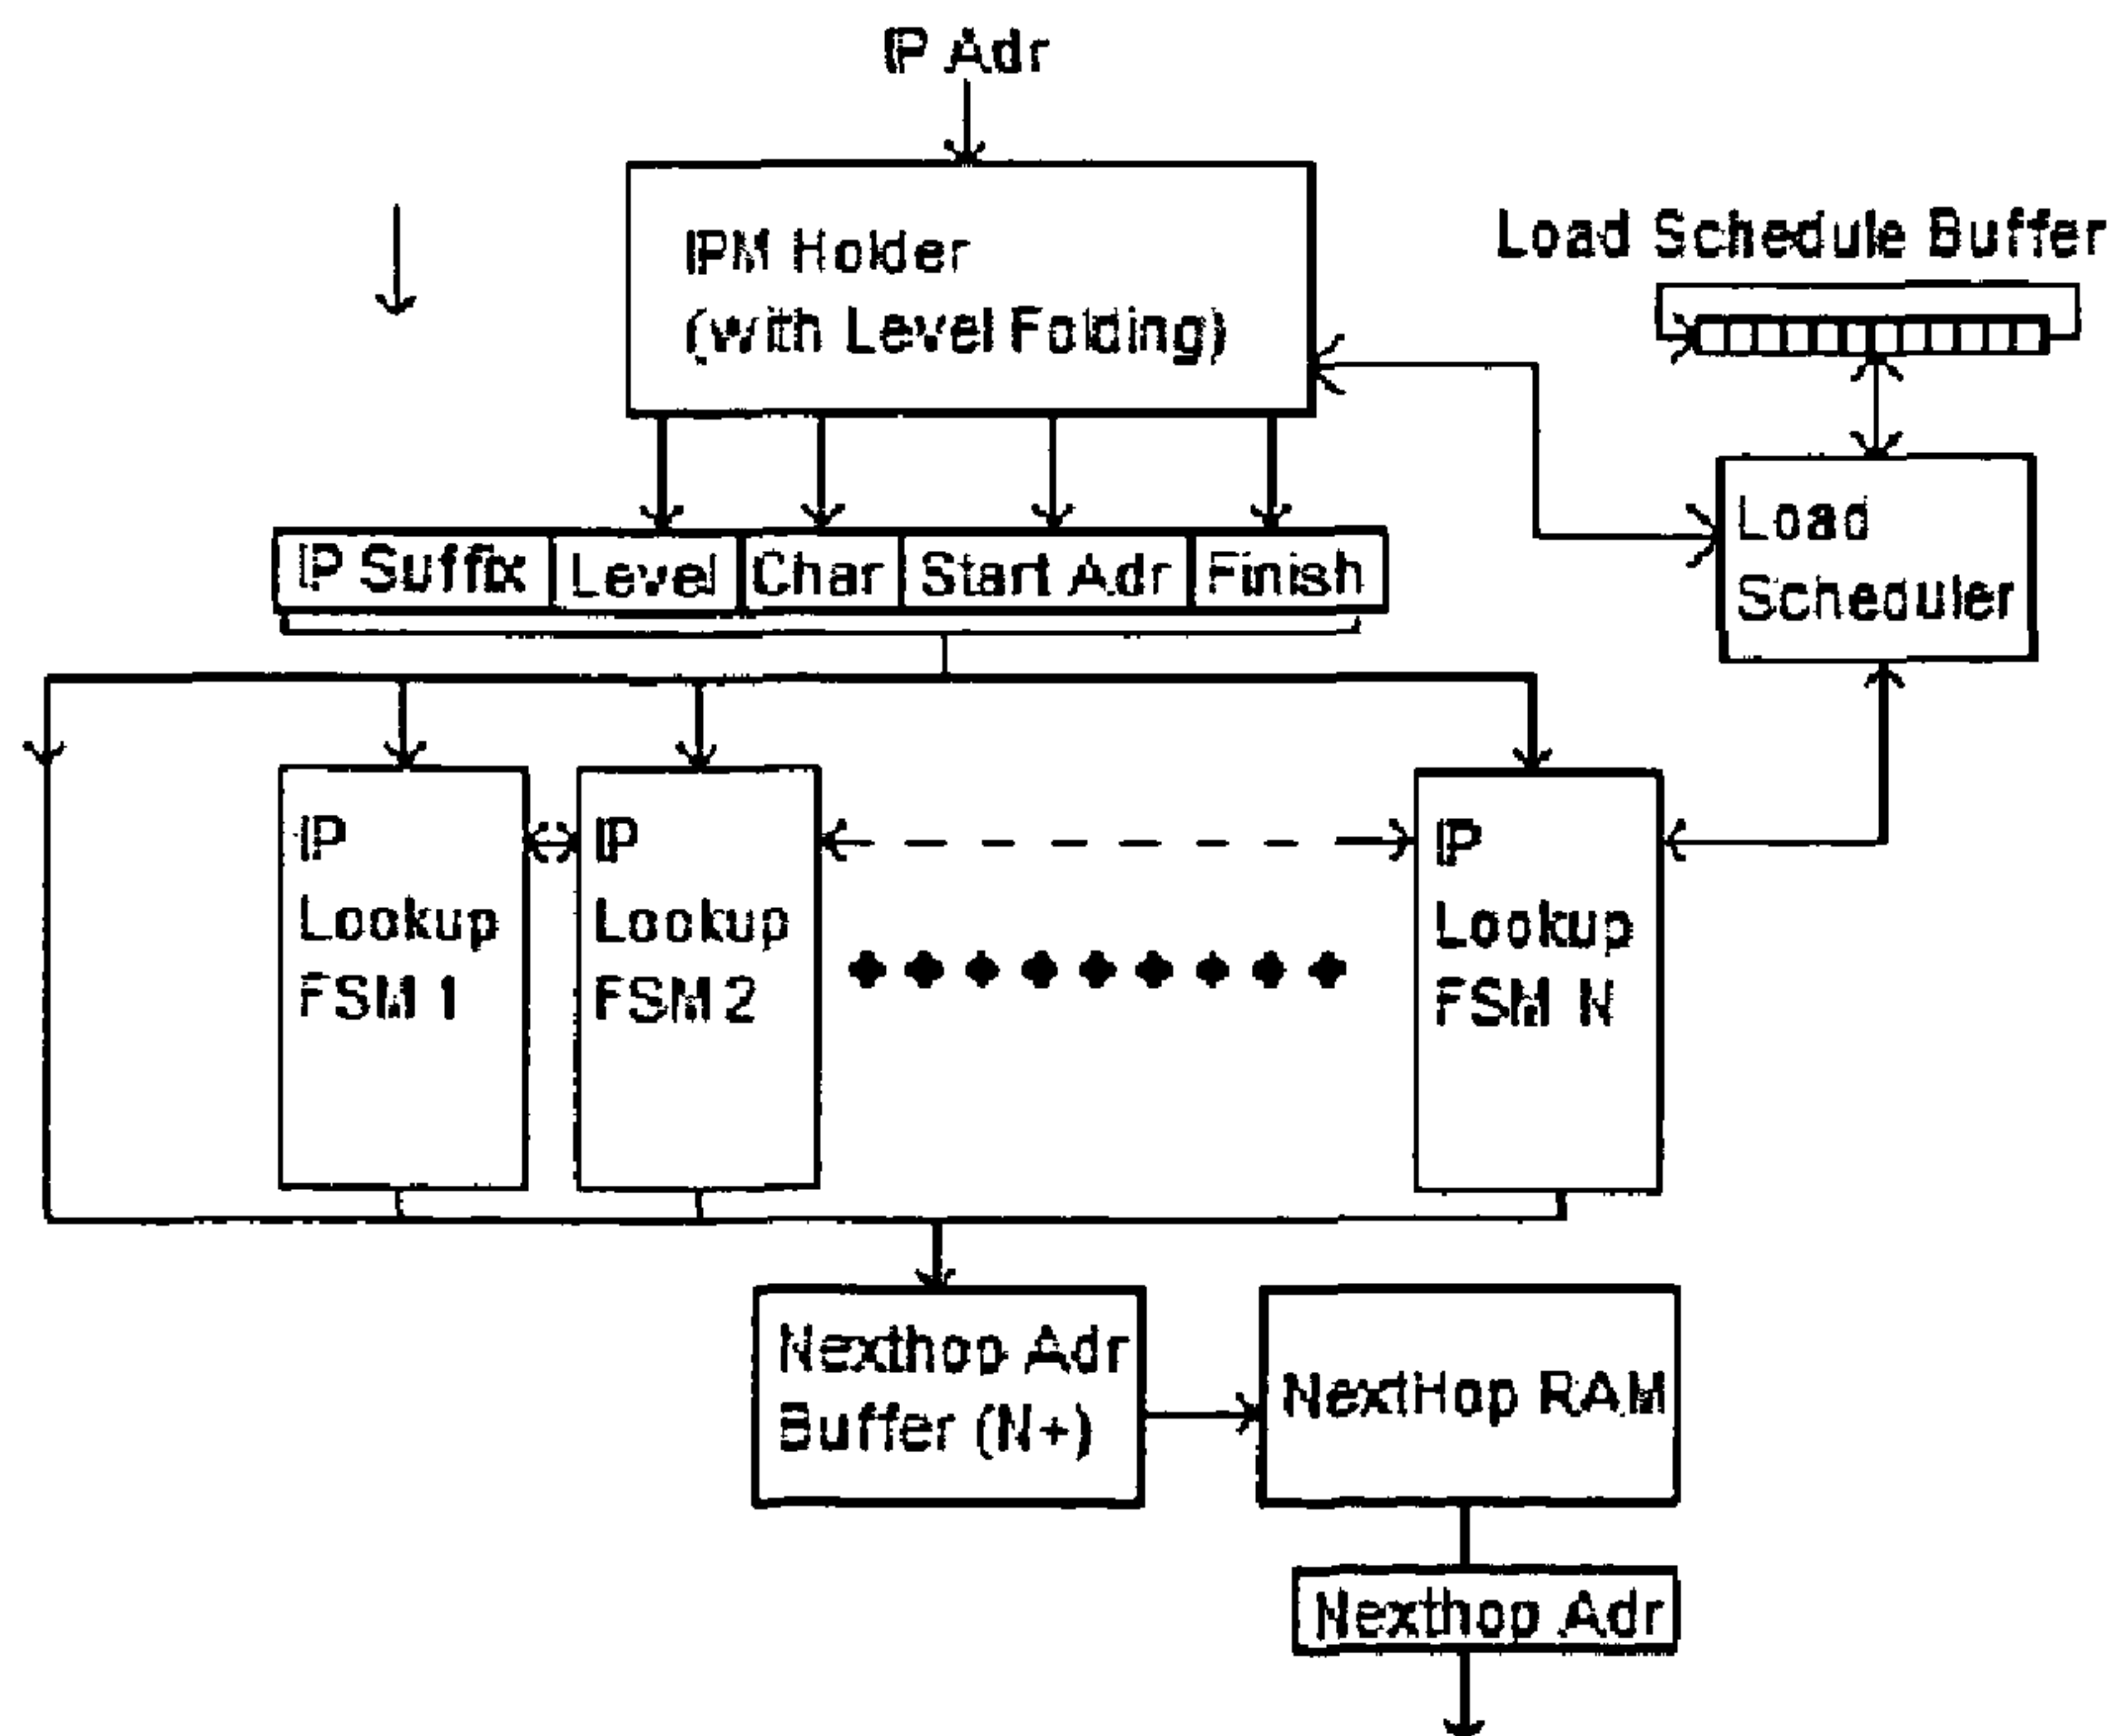 IP Adr
IPM Holder
(with Level Folding)
Load Schedule Buffer
Load
Scheduler
IP Suffix
Level
Char
Start Adr
Finish
IP
Lookup
FSM 1
IP
Lookup
FSM 2
IP
Lookup
FSM N
Nexthop Adr
Buffer (N+)
NextHop RAM
Nexthop Adr